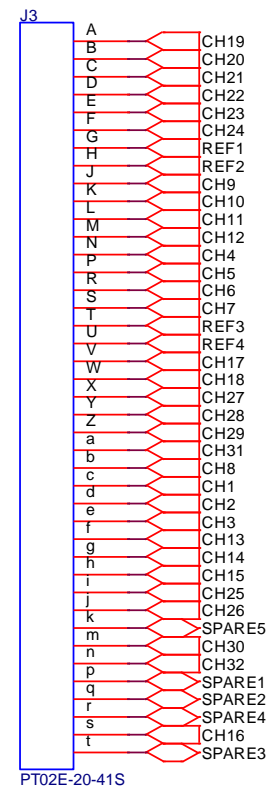 J3
A CH19
B CH20
C CH21
D CH22
E CH23
F CH24
G REF1
H REF2
J CH9
K CH10
L CH11
M CH12
N CH4
P CH5
R CH6
S CH7
T REF3
U REF4
V CH17
W CH18
X CH27
Y CH28
Z CH29
a CH31
b CH8
c CH1
d CH2
e CH3
f CH13
g CH14
h CH15
i CH25
j CH26
k SPARE5
m CH30
n CH32
p SPARE1
q SPARE2
r SPARE4
s CH16
t SPARE3
PT02E-20-41S